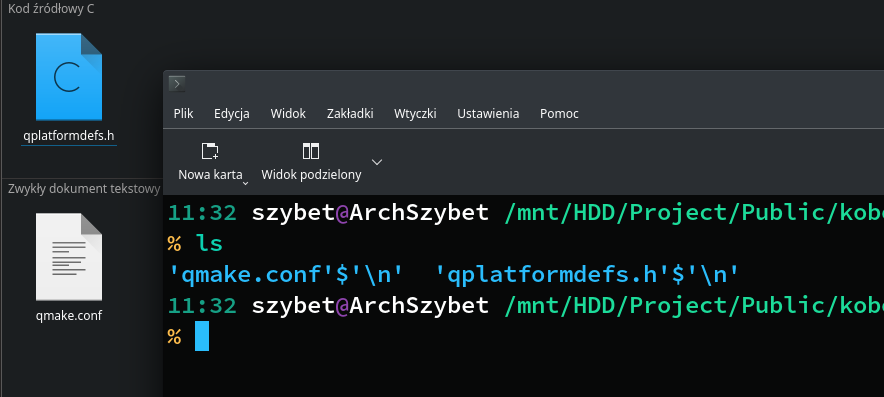 Kod źródłowy C
qplatformdefs.h
Zwykły dokument tekstowy
qmake.conf
Plik Edycja Widok Zakładki Wtyczki Ustawienia Pomoc
Nowa karta Widok podzielony
11:32 szybet@ArchSzybet /mnt/HDD/Project/Public/kob
% ls
'qmake.conf'$'\n' 'qplatformdefs.h'$'\n'
11:32 szybet@ArchSzybet /mnt/HDD/Project/Public/kob
%